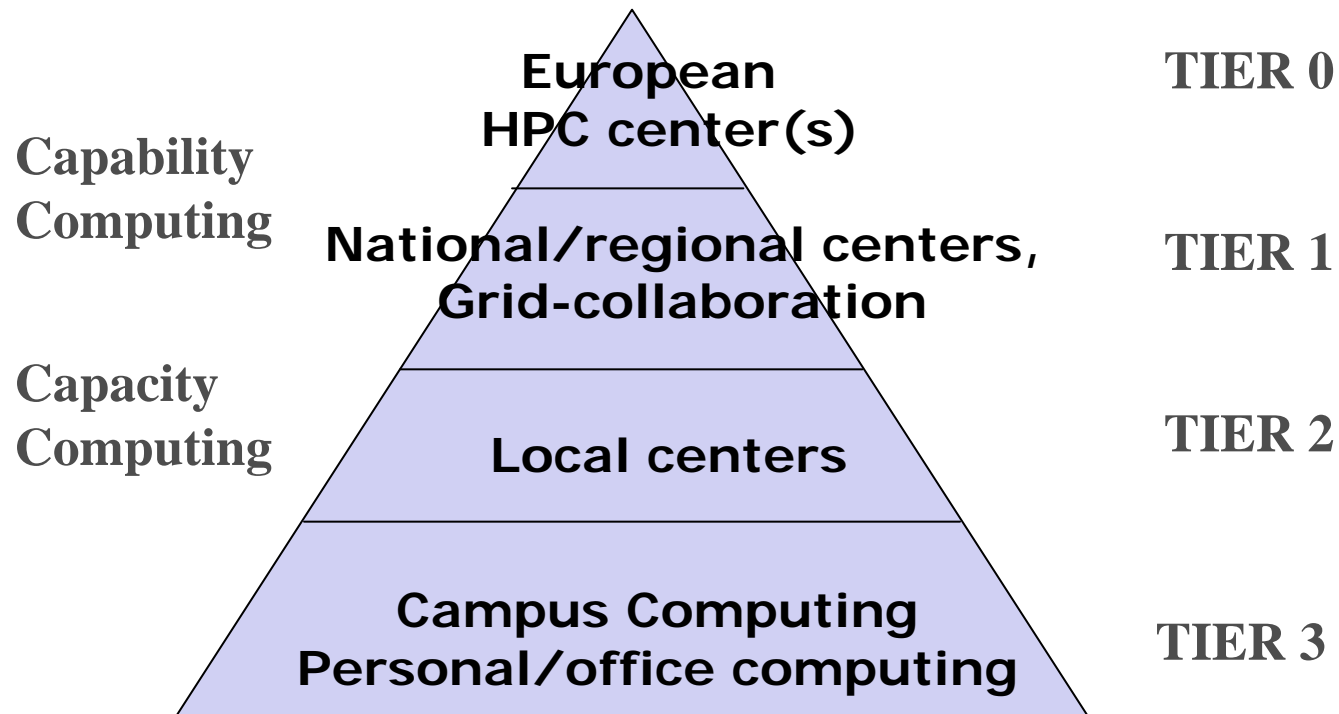 European
HPC center(s)
TIER 0
Capability
Computing
National/regional centers,
Grid-collaboration
TIER 1
Capacity
Computing
Local centers
TIER 2
Campus Computing
Personal/office computing
TIER 3